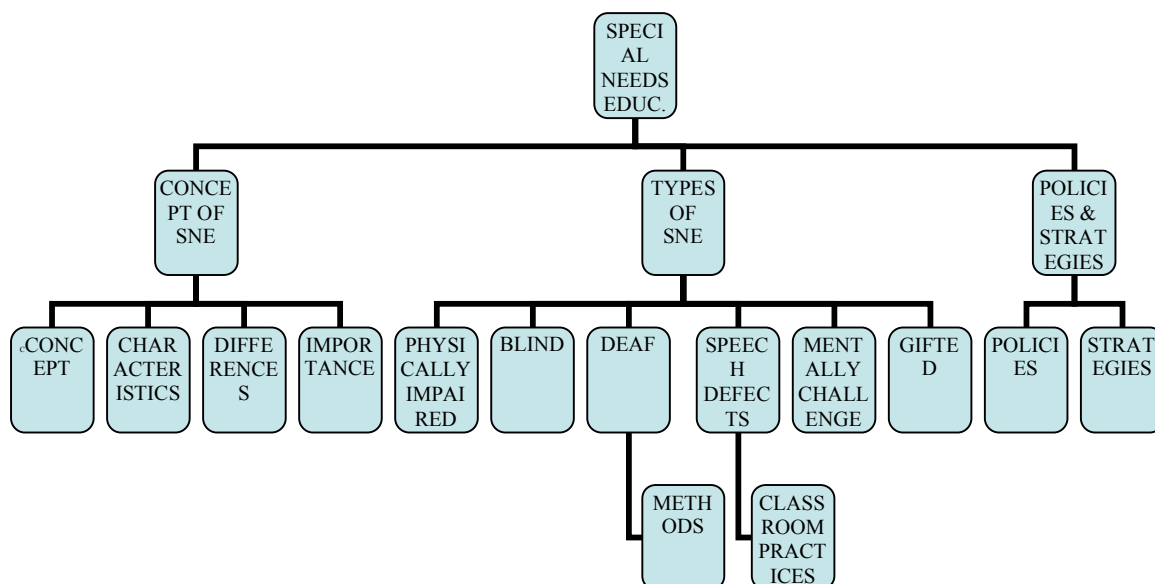 SPECI
AL
NEEDS
EDUC.
CONCE
PT OF
SNE
TYPES
OF
SNE
POLICI
ES &
STRAT
EGIES
cCONC
EPT
CHAR
ACTER
ISTICS
DIFFE
RENCE
S
IMPOR
TANCE
PHYSI
CALLY
IMPAI
RED
BLIND
DEAF
SPEEC
H
DEFEC
TS
MENT
ALLY
CHALL
ENGE
GIFTE
D
POLICI
ES
STRAT
EGIES
METH
ODS
CLASS
ROOM
PRACT
ICES